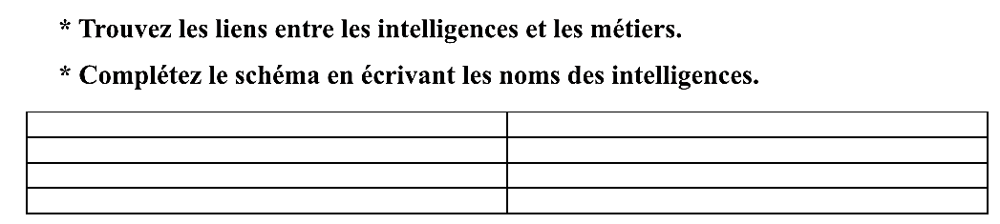 * Trouvez les liens entre les intelligences et les métiers.
* Complétez le schéma en écrivant les noms des intelligences.